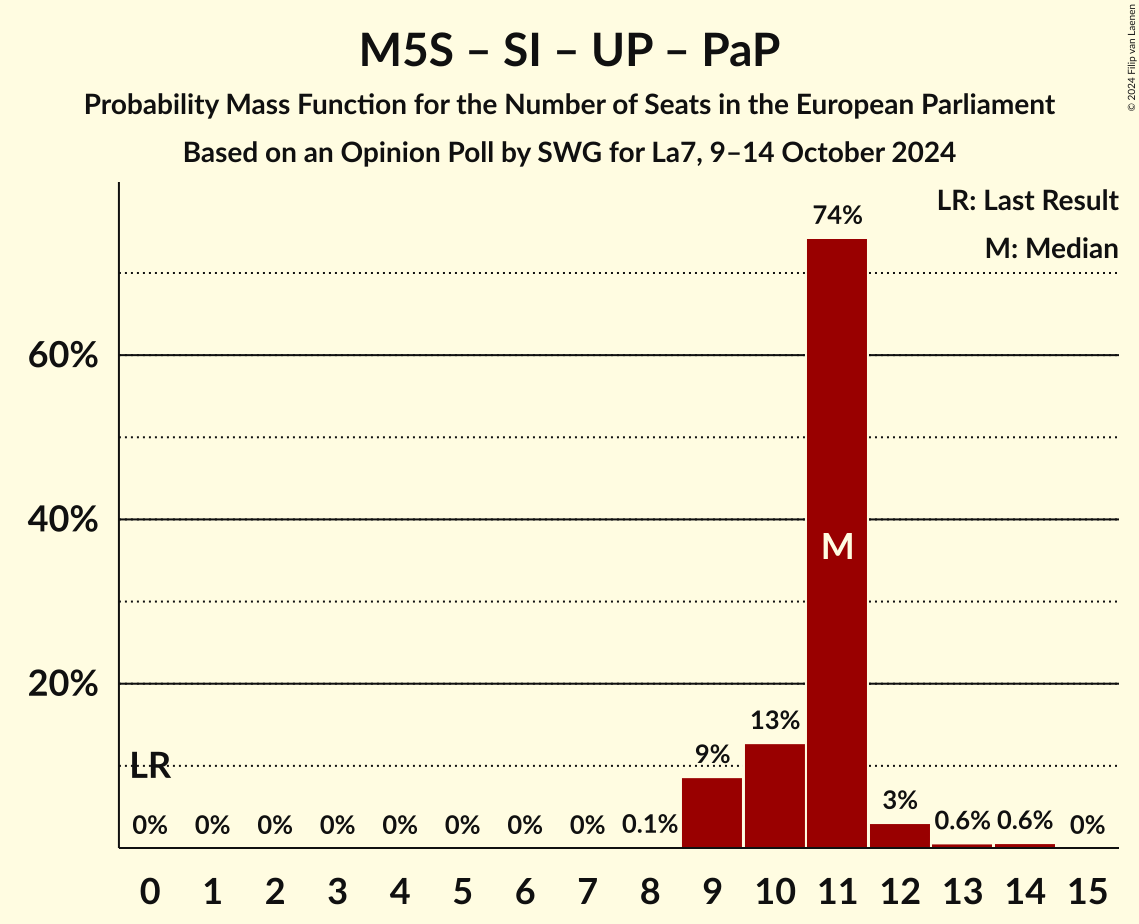 M5S – SI – UP – PaP
Probability Mass Function for the Number of Seats in the European Parliament
Based on an Opinion Poll by SWG for La7, 9–14 October 2024
© 2024 Filip van Laenen
LR: Last Result
M: Median
74%
60%
40%
M
20%
13%
9%
LR
3%
0% 0% 0% 0% 0% 0% 0% 0% 0.1% 0.6% 0.6% 0%
0 1 2 3 4 5 6 7 8 9 10 11 12 13 14 15